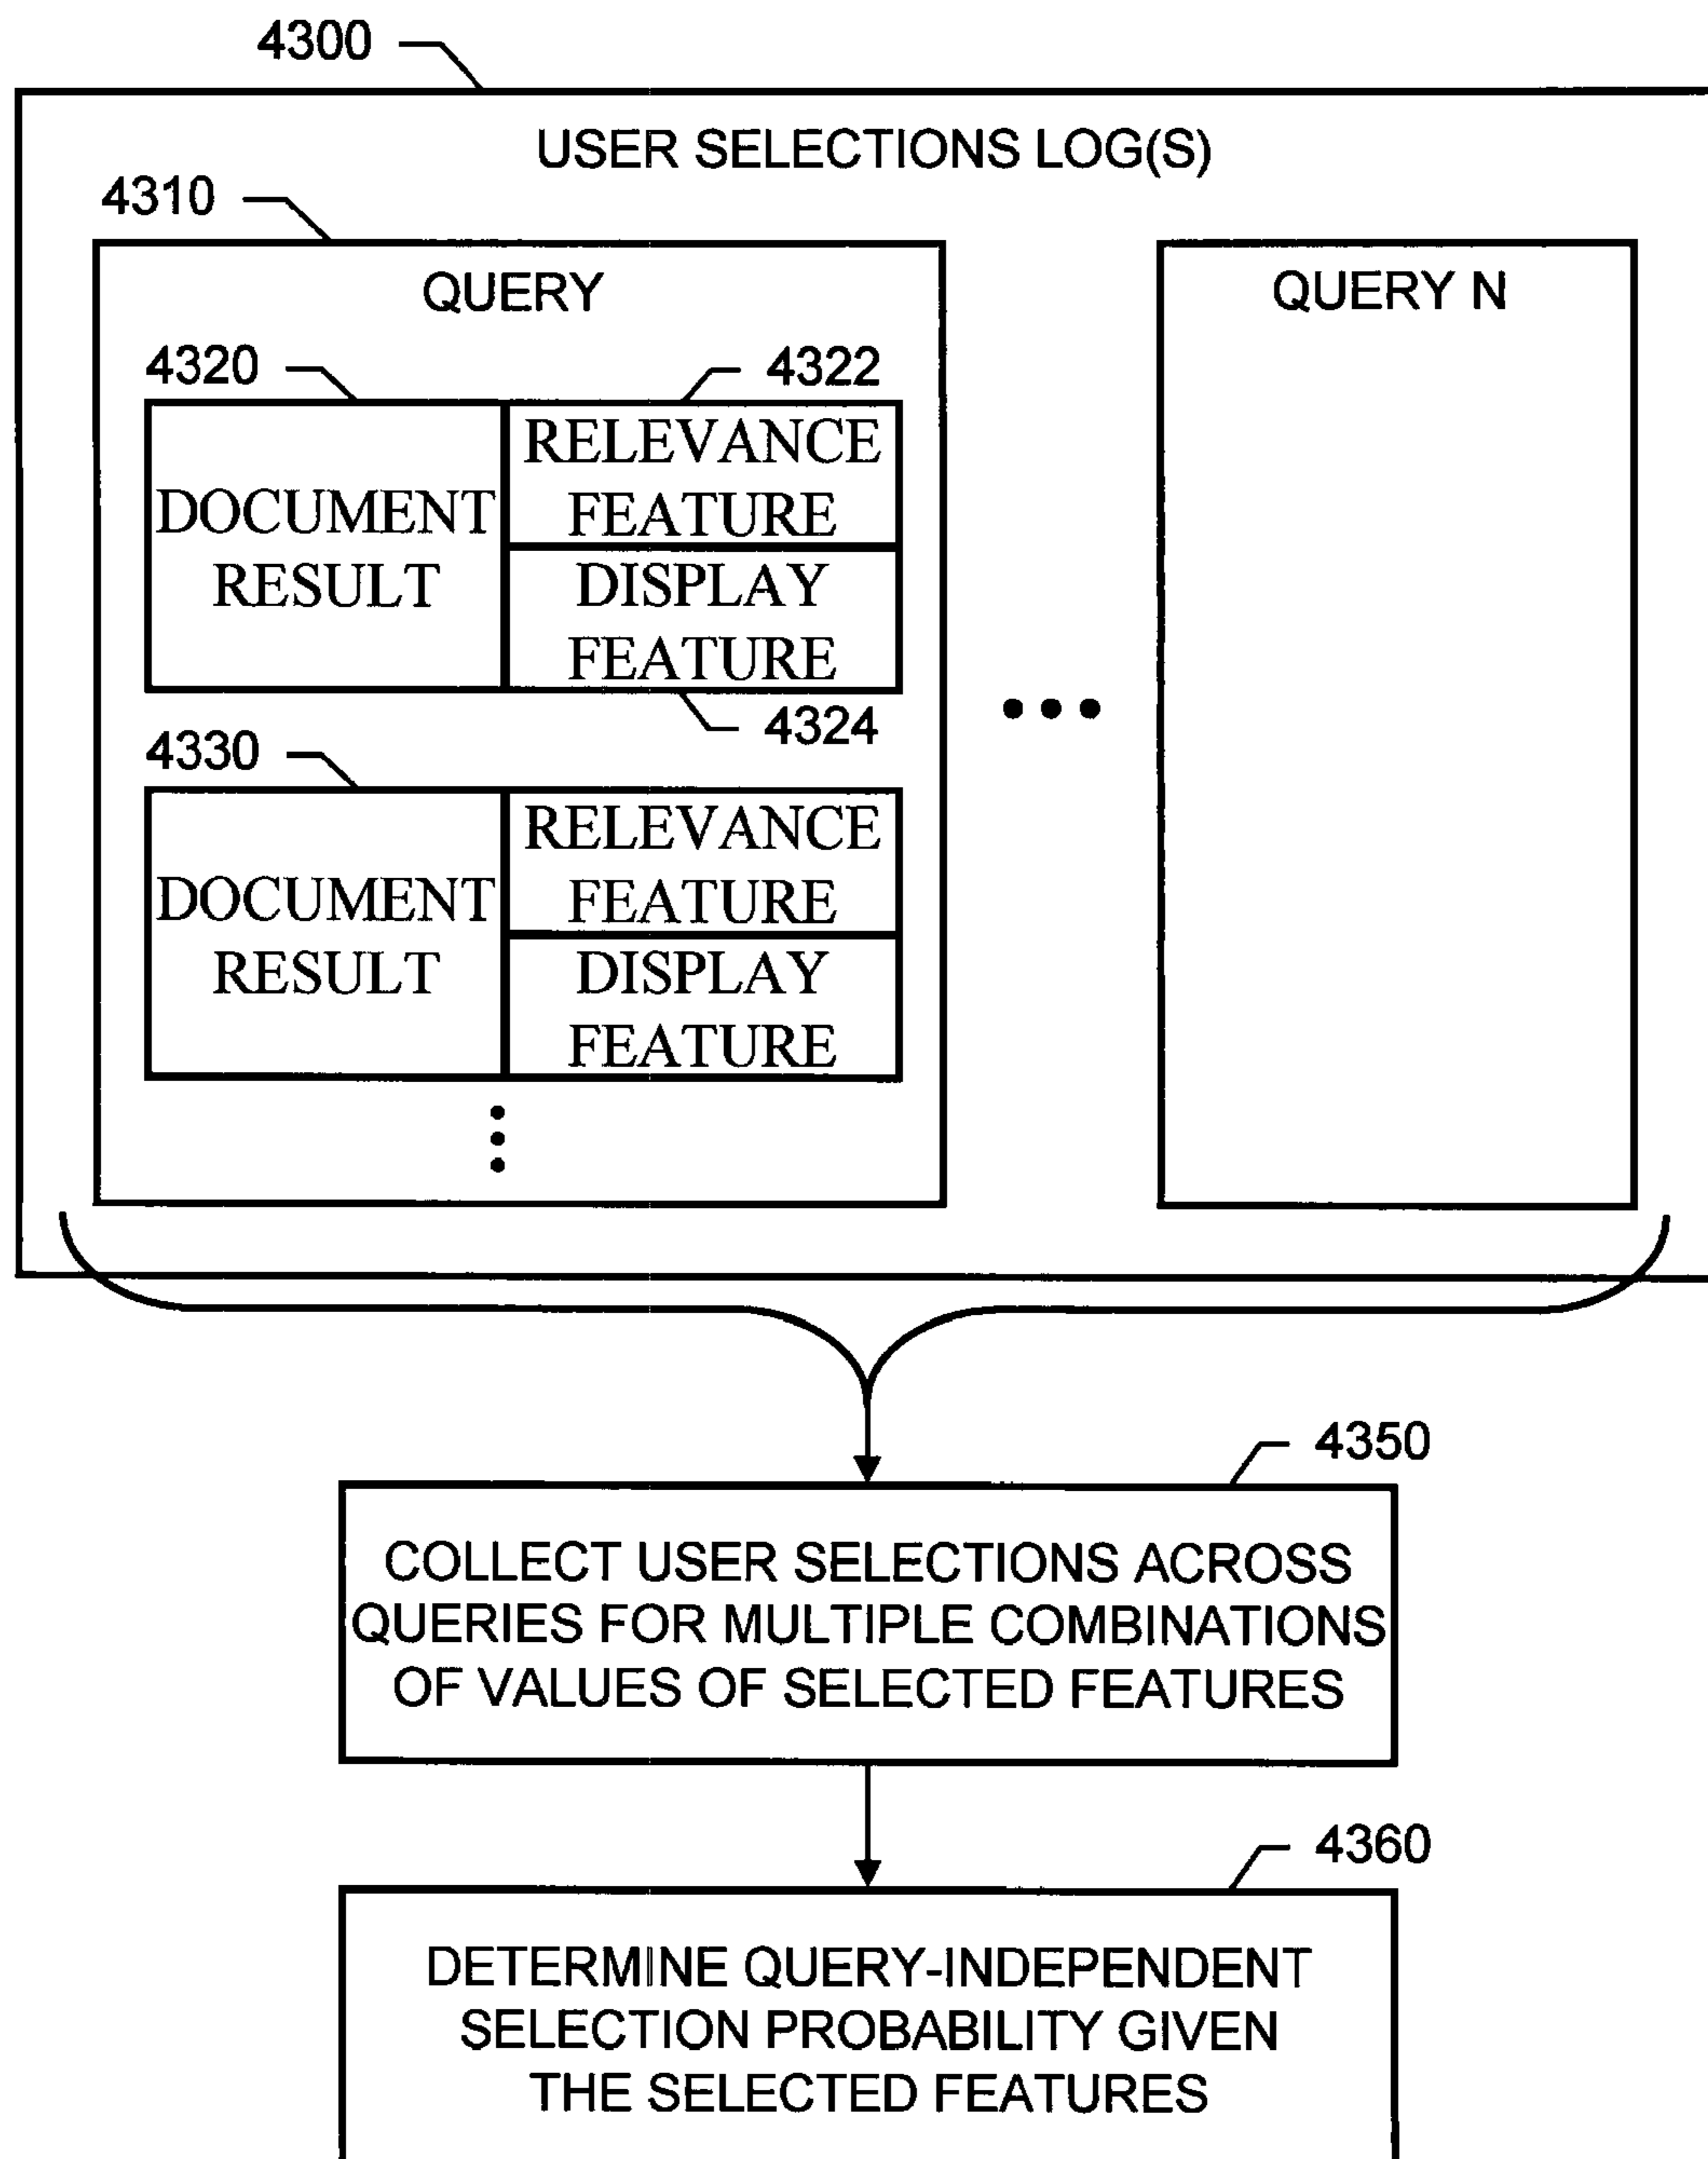 4300
USER SELECTIONS LOG(S)
4310
QUERY
4320
4322
DOCUMENT
RESULT
RELEVANCE
FEATURE
DISPLAY
FEATURE
4324
4330
DOCUMENT
RESULT
RELEVANCE
FEATURE
DISPLAY
FEATURE
QUERY N
4350
COLLECT USER SELECTIONS ACROSS
QUERIES FOR MULTIPLE COMBINATIONS
OF VALUES OF SELECTED FEATURES
4360
DETERMINE QUERY-INDEPENDENT
SELECTION PROBABILITY GIVEN
THE SELECTED FEATURES